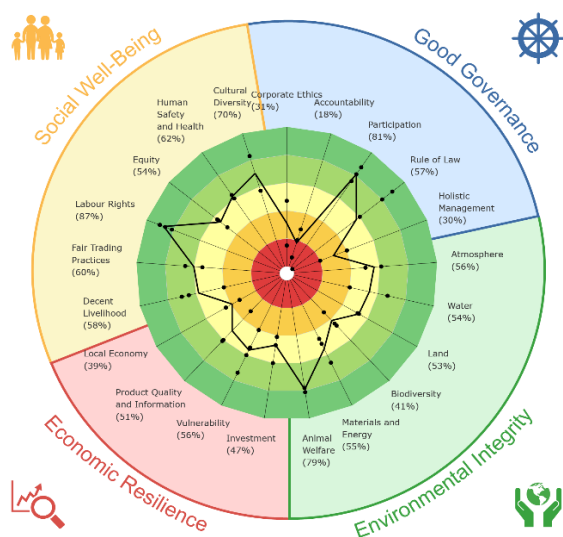 Social Well-Being
Good Governance
Cultural
Diversity
(70%)
Corporate Ethics
(31%)
Accountability
(18%)
Human
Safety
and Health
(62%)
Participation
(81%)
Equity
(54%)
Rule of Law
(57%)
Labour Rights
(87%)
Holistic
Management
(30%)
Fair Trading
Practices
(60%)
Atmosphere
(56%)
Decent
Livelihood
(58%)
Water
(54%)
Local Economy
(39%)
Land
(53%)
Product Quality
and Information
(51%)
Biodiversity
(41%)
Vulnerability
(56%)
Investment
(47%)
Animal
Welfare
(79%)
Materials and
Energy
(55%)
Economic Resilience
Environmental Integrity